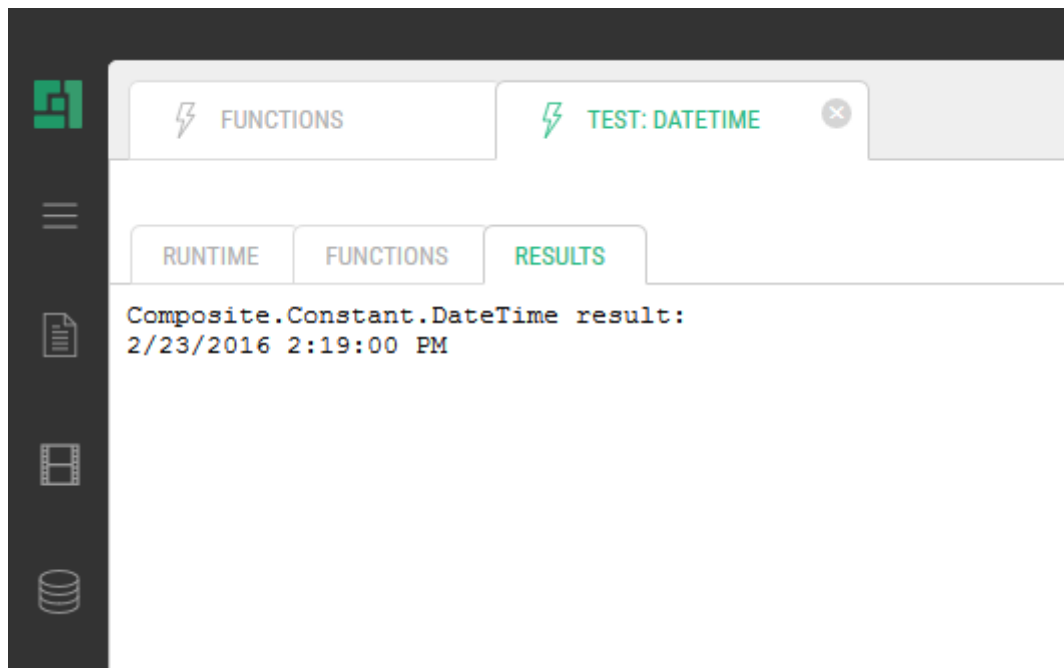 FUNCTIONS
TEST: DATETIME
RUNTIME
FUNCTIONS
RESULTS
Composite.Constant.DateTime result:
2/23/2016 2:19:00 PM